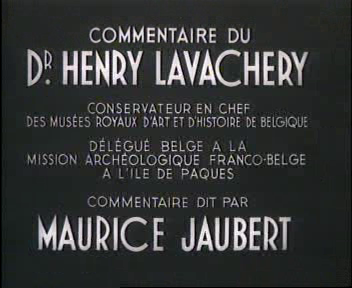 COMMENTAIRE DU
DR HENRY LAVACHERY
CONSERVATEUR EN CHEF
DES MUSÉES ROYAUX D'ART ET D'HISTOIRE DE BELGIQUE
DÉLÉGUÉ BELGE A LA
MISSION ARCHÉOLOGIQUE FRANCO-BELGE
A L'ILE DE PAQUES
COMMENTAIRE DIT PAR
MAURICE JAUBERT